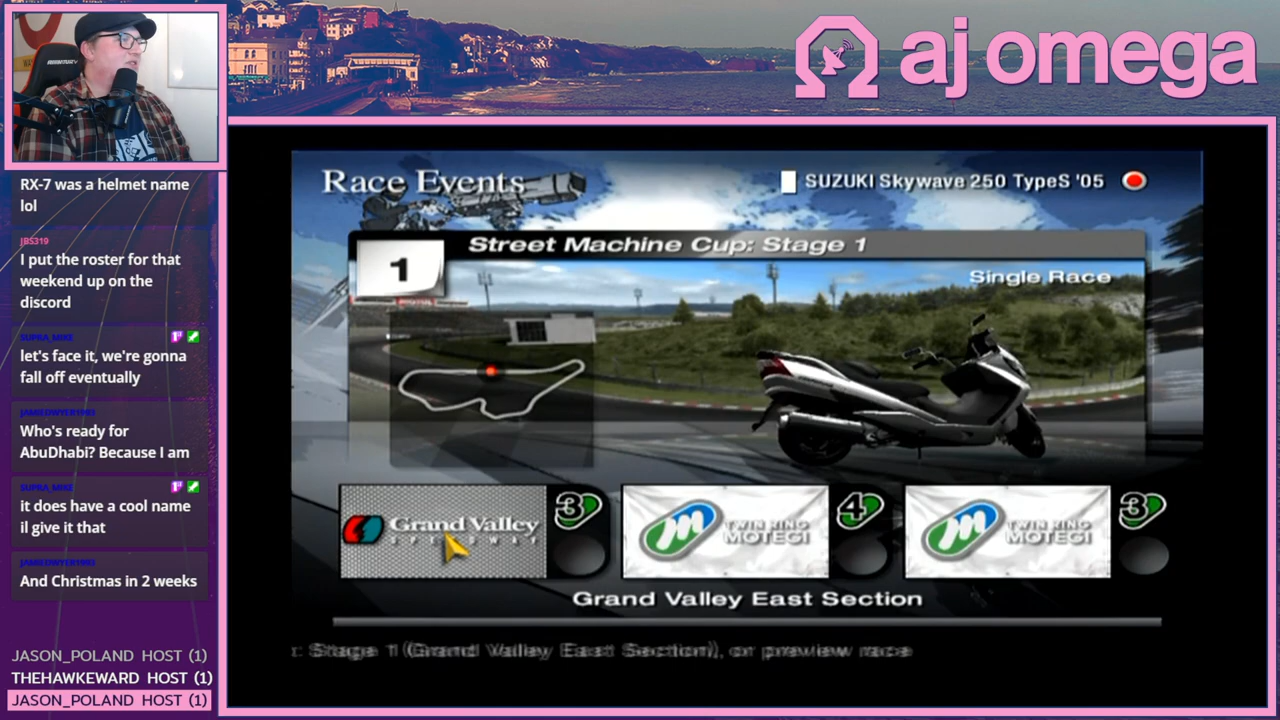 aj omega
RX-7 was a helmet name
lol
JBS319
I put the roster for that
weekend up on the
discord
SUPRA_MIKE
let's face it, we're gonna
fall off eventually
Who's ready for
AbuDhabi? Because I am
SUPRA_MIKE
it does have a cool name
il give it that
And Christmas in 2 weeks
JASON_POLAND HOST (1)
THEHAWKEWARD HOST (1)
JASON_POLAND HOST (1)
Race Events
SUZUKI Skywave 250 TypeS '05
Street Machine Cup: Stage 1
1
Single Race
Grand Valley
SPEEDWAY
3
TWIN RING
MOTEGI
4
TWIN RING
MOTEGI
3
Grand Valley East Section
: Stage 1 (Grand Valley East Section), or preview race